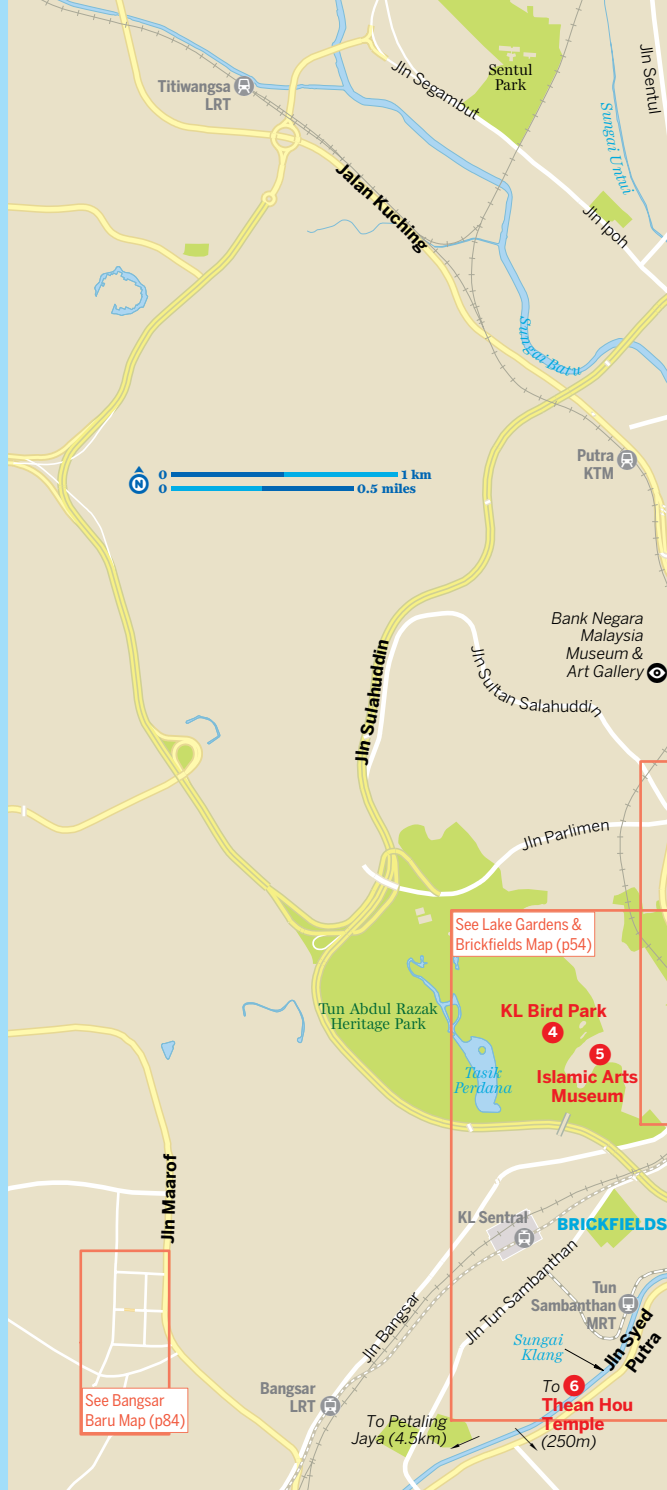 Sentul
Park
Jln Sentul
Jln Segambut
Titiwangsa
LRT
Sungai Untut
Jalan Kuching
Jln Ipoh
Sungai Batu
Putra
KTM
N
0 1 km
0 0.5 miles
Bank Negara
Malaysia
Museum &
Art Gallery
Jln Sulahuddin
Jln Sultan Salahuddin
Jln Parlimen
See Lake Gardens &
Brickfields Map (p54)
Tun Abdul Razak
Heritage Park
KL Bird Park
4
5
Islamic Arts
Museum
Tasik
Perdana
Jln Maarof
KL Sentral
BRICKFIELDS
Jln Tun Sambanthan
Tun
Sambanthan
MRT
Jln Bangsar
Sungai
Klang
Jln Syed
Putra
See Bangsar
Baru Map (p84)
Bangsar
LRT
To 6
Thean Hou
Temple
(250m)
To Petaling
Jaya (4.5km)